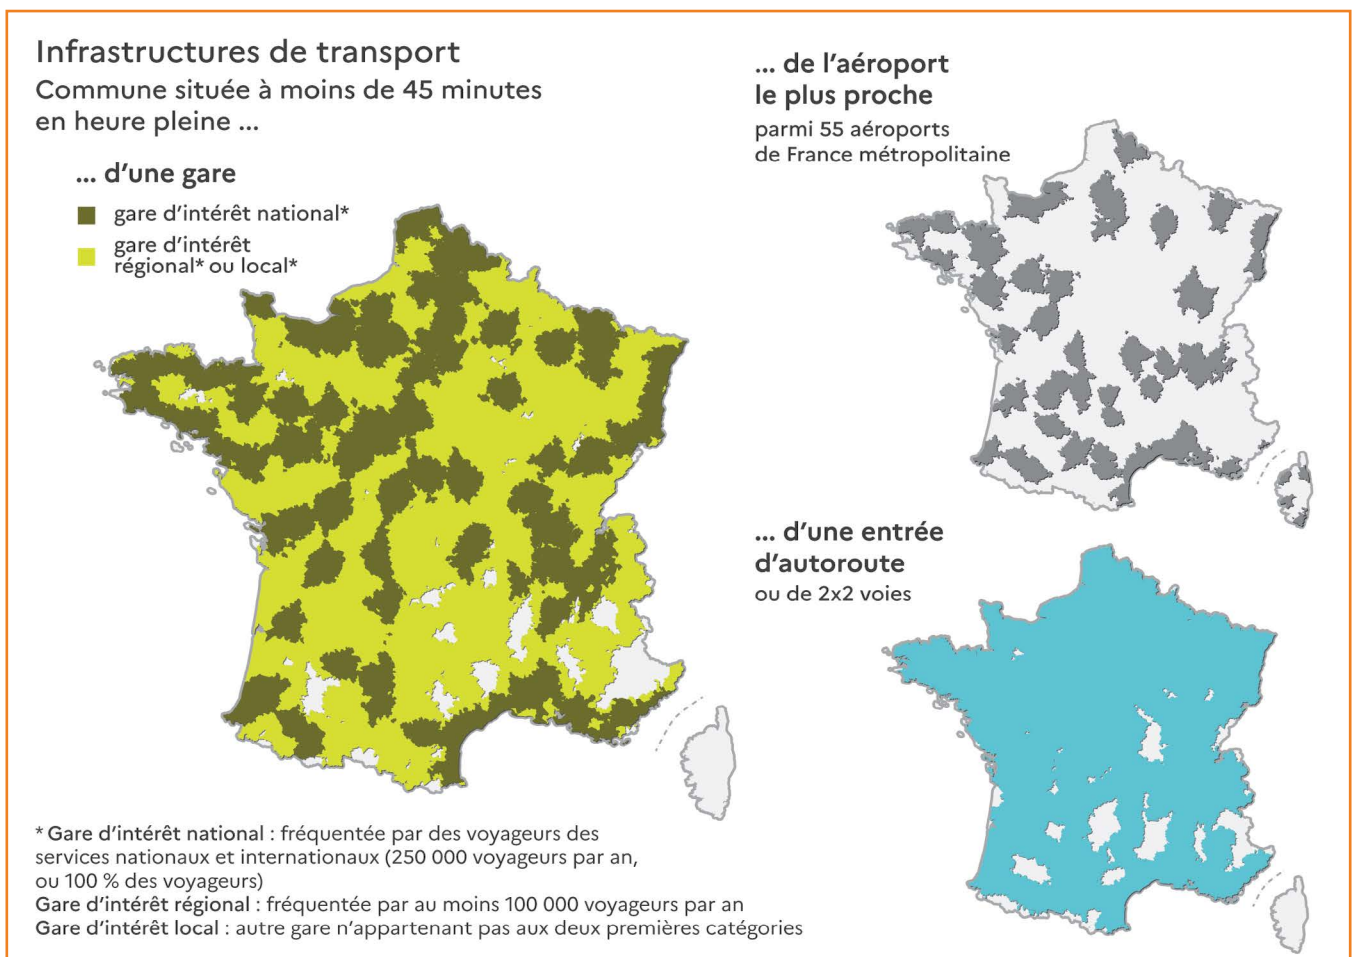 Infrastructures de transport
Commune située à moins de 45 minutes
en heure pleine ...
... d'une gare
gare d'intérêt national*
gare d'intérêt
régional* ou local*
... de l'aéroport
le plus proche
parmi 55 aéroports
de France métropolitaine
... d'une entrée
d'autoroute
ou de 2x2 voies
* Gare d'intérêt national : fréquentée par des voyageurs des
services nationaux et internationaux (250 000 voyageurs par an,
ou 100 % des voyageurs)
Gare d'intérêt régional : fréquentée par au moins 100 000 voyageurs par an
Gare d'intérêt local : autre gare n'appartenant pas aux deux premières catégories